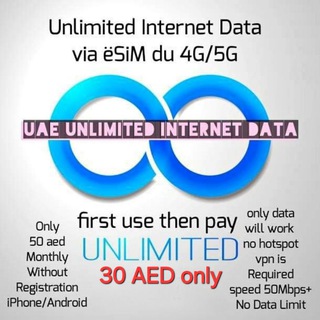 Unlimited Internet Data
via ëSiM du 4G/5G
UAE UNLIMITED INTERNET DATA
first use then pay
UNLIMITED
30 AED only
Only
50 aed
Monthly
Without
Registration
iPhone/Android
only data
will work
no hotspot
vpn is
Required
speed 50Mbps+
No Data Limit